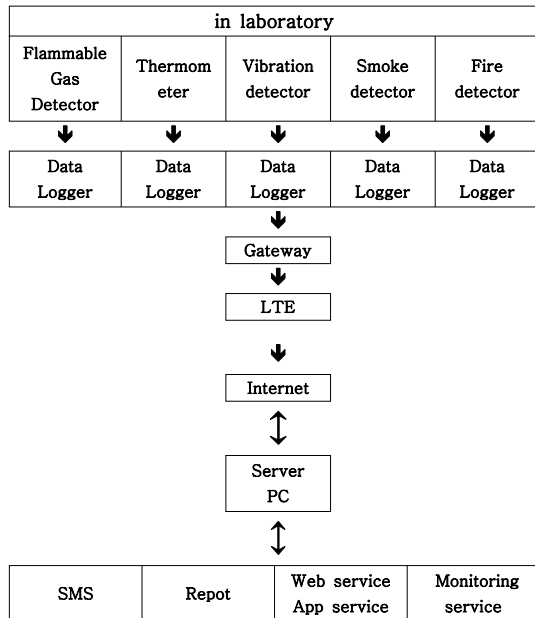 in laboratory
Flammable
Gas
Detector
Thermom
eter
Vibration
detector
Smoke
detector
Fire
detector
Data
Logger
Data
Logger
Data
Logger
Data
Logger
Data
Logger
Gateway
LTE
Internet
Server
PC
SMS
Repot
Web service
App service
Monitoring
service